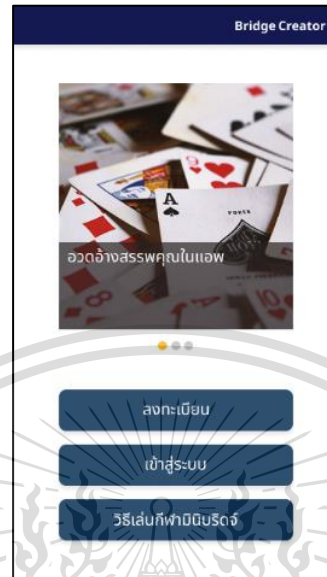 Bridge Creator
A
POKER
อวดอ้างสรรพคุณในแอพ
ลงทะเบียน
เข้าสู่ระบบ
วิธีเล่นกีฬามินิบริดจ์